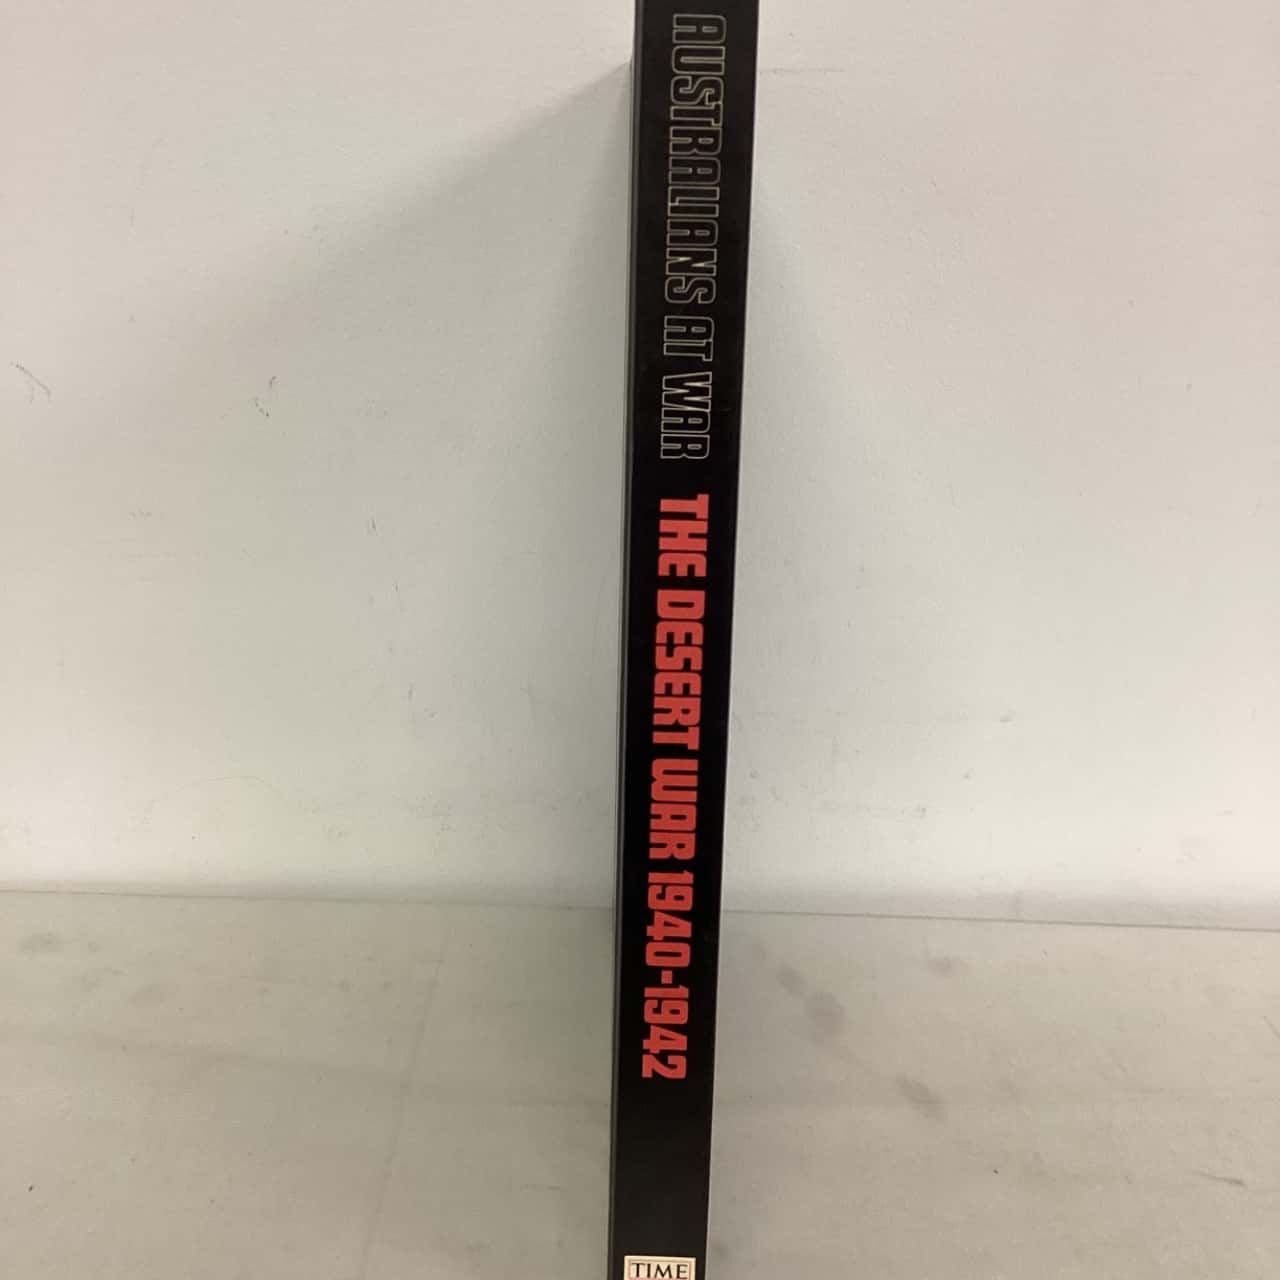 AUSTRALIANS AT WAR THE DESERT WAR 1940-1942
TIME